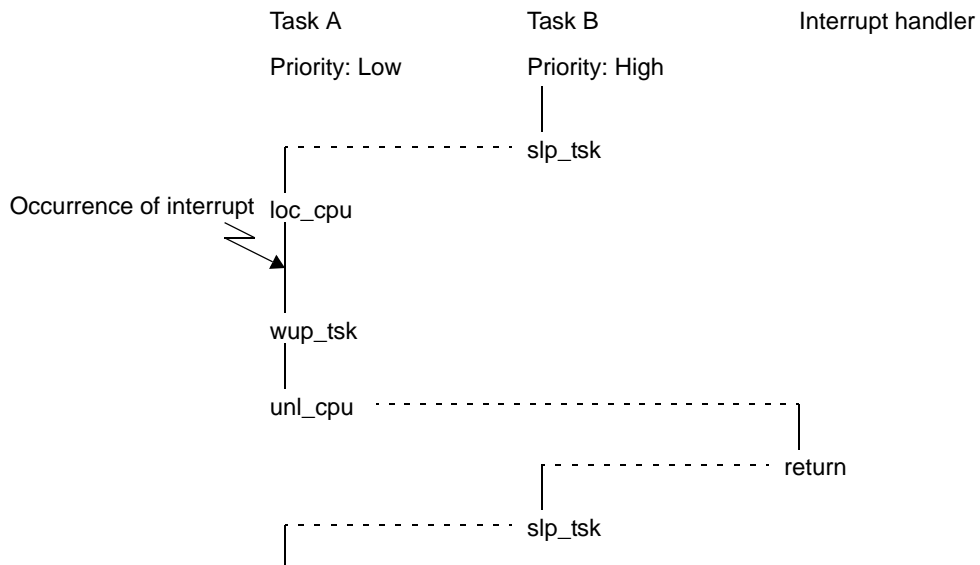 Task A
Task B
Interrupt handler
Priority: Low
Priority: High
slp_tsk
Occurrence of interrupt
loc_cpu
wup_tsk
unl_cpu
return
slp_tsk